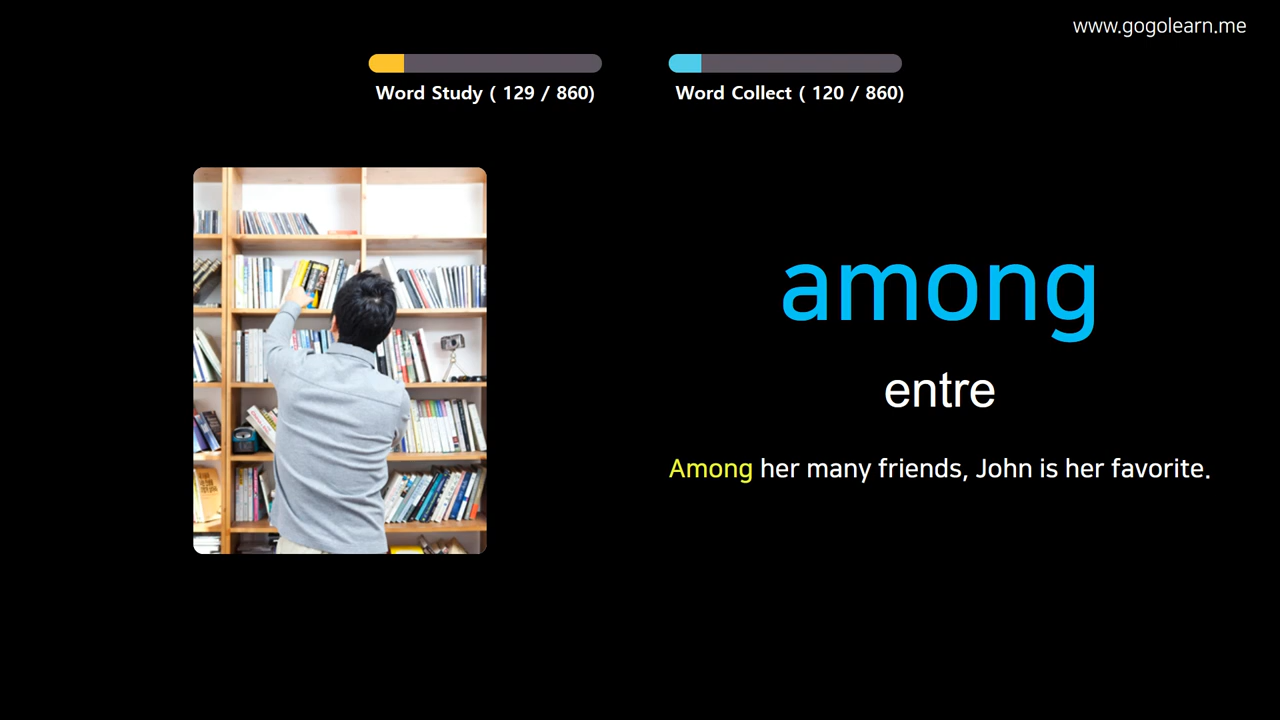 www.gogolearn.me
Word Study ( 129 / 860)
Word Collect ( 120 / 860)
among
entre
Among her many friends, John is her favorite.